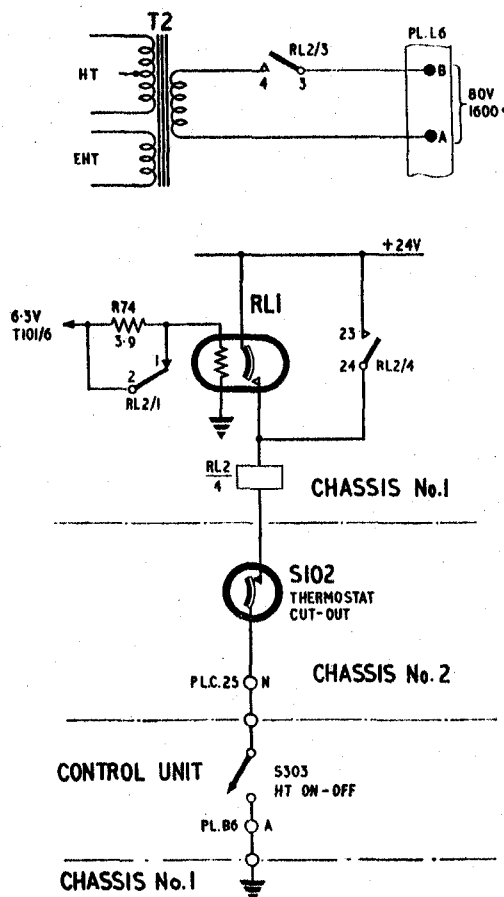 T2
RL2/3
PL.L6
HT
4
3
B
80V
1600
EHT
A
+24V
RL1
6·3V
T101/6
R74
3·9
1
2
RL2/1
23
24
RL2/4
RL2
4
CHASSIS No.1
S102
THERMOSTAT
CUT-OUT
PL.C.25
N
CHASSIS No.2
CONTROL UNIT
S303
HT ON-OFF
PL.B6
A
CHASSIS No.1